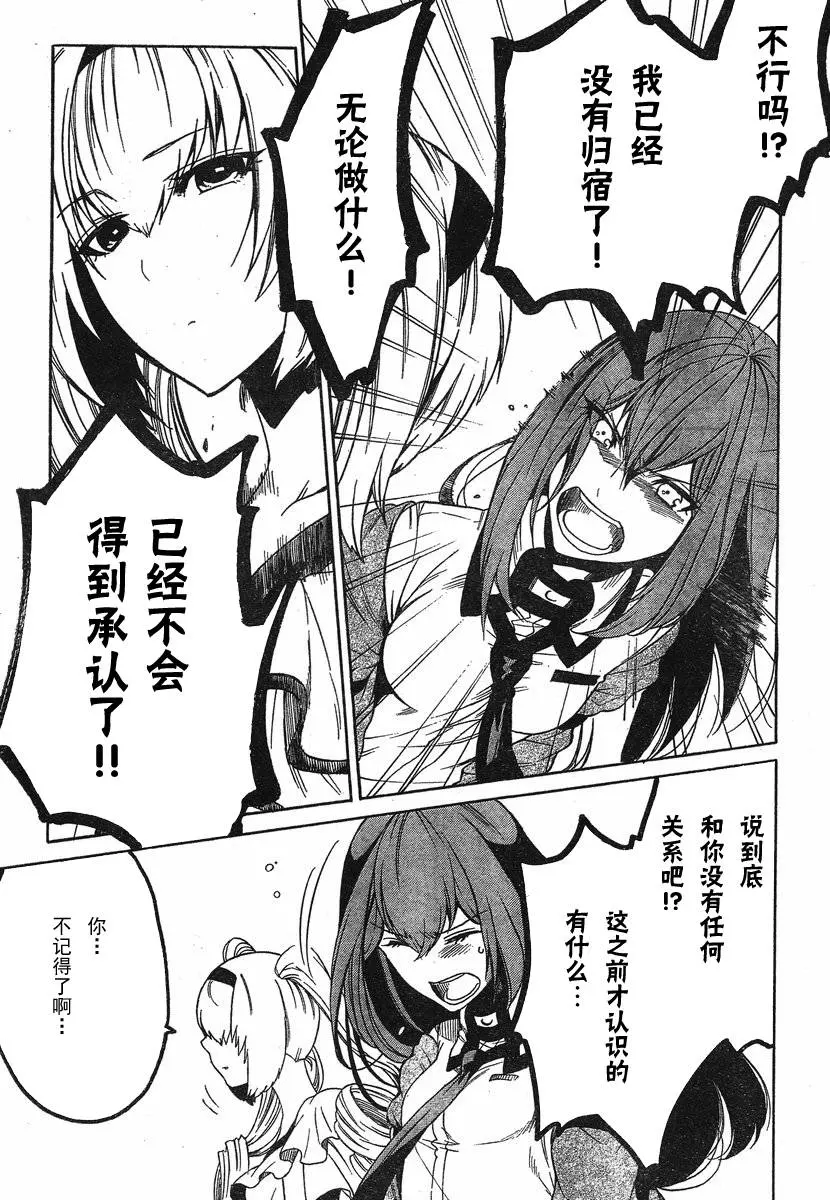 不行吗!?
我已经
没有归宿了!
无论做
什么!
已经不会
得到承认了!!
说到底
和你没有任何
关系吧!?
这之前才认识的
有什么…
你…
不记得了啊…